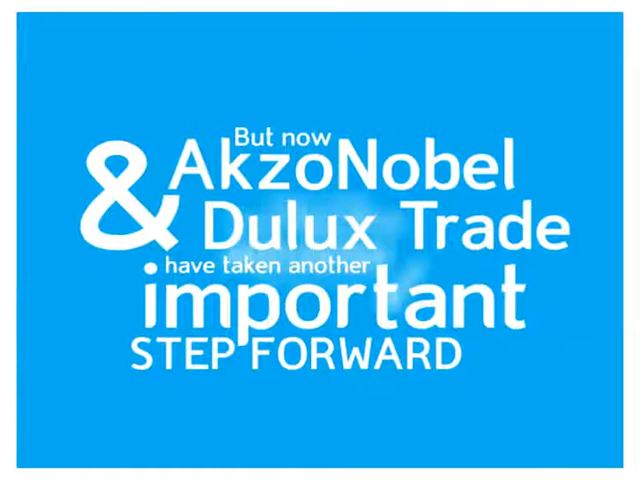 But now
AkzoNobel
& Dulux Trade
have taken another
important
STEP FORWARD